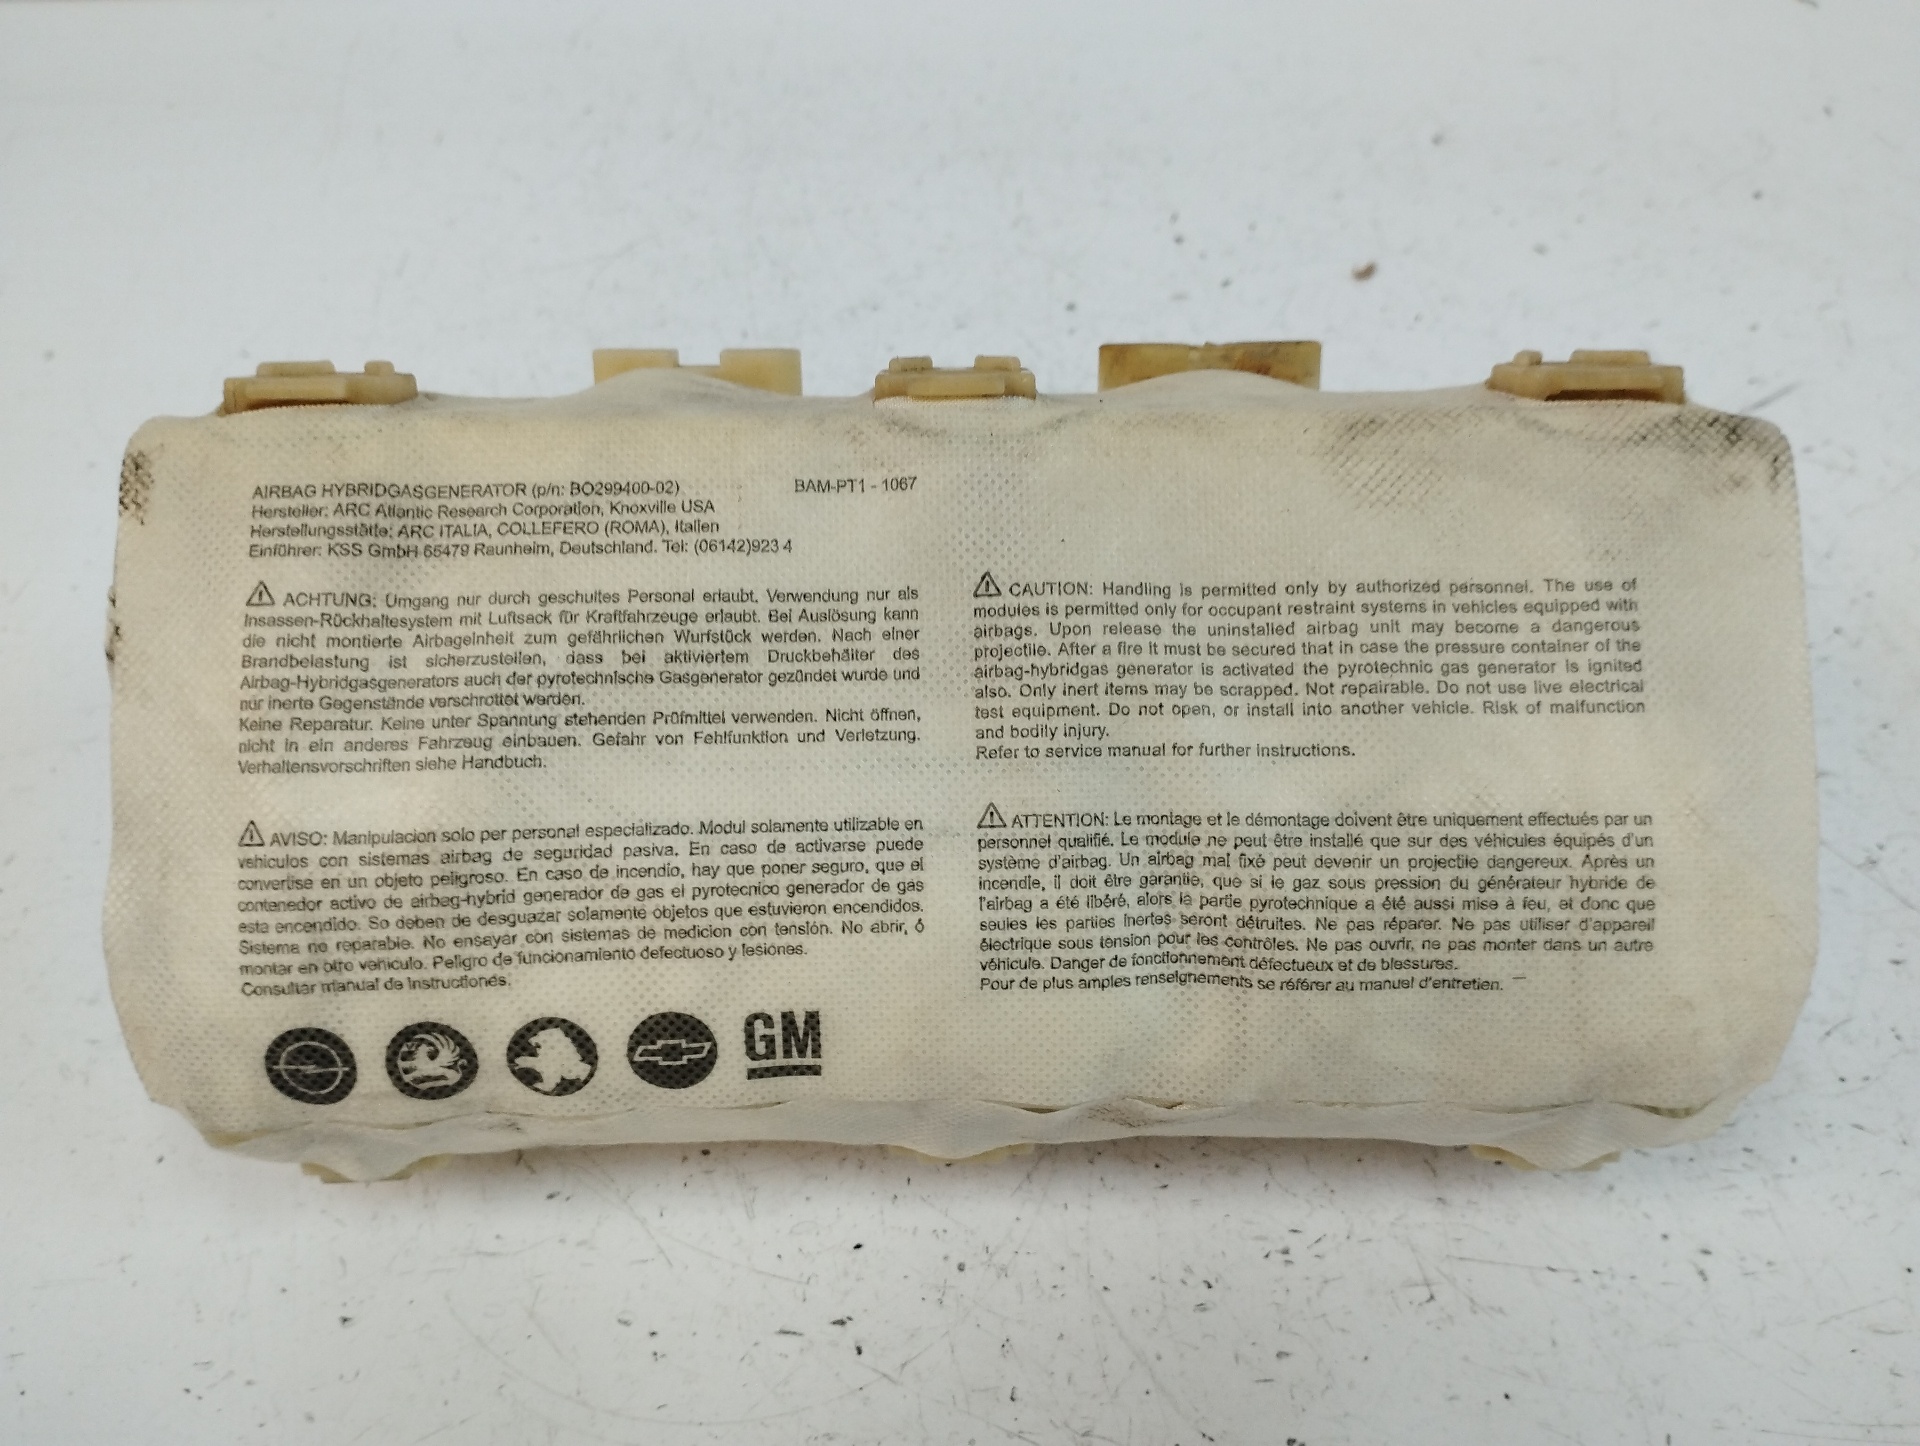 AIRBAG HYBRIDGASGENERATOR (p/n: BO299400-02)
BAM-PT1 - 1067
Hersteller: ARC Atlantic Research Corporation, Knoxville USA
Herstellungsstätte: ARC ITALIA, COLLEFERO (ROMA), Italien
Einführer: KSS GmbH 65479 Raunheim, Deutschland. Tel: (06142)923 4
⚠ ACHTUNG: Umgang nur durch geschultes Personal erlaubt. Verwendung nur als
Insassen-Rückhaltesystem mit Luftsack für Kraftfahrzeuge erlaubt. Bei Auslösung kann
die nicht montierte Airbageinheit zum gefährlichen Wurfstück werden. Nach einer
Brandbelastung ist sicherzustellen, dass bei aktiviertem Druckbehälter des
Airbag-Hybridgasgenerators auch der pyrotechnische Gasgenerator gezündet wurde und
nur inerte Gegenstände verschrottet werden.
Keine Reparatur. Keine unter Spannung stehenden Prüfmittel verwenden. Nicht öffnen,
nicht in ein anderes Fahrzeug einbauen. Gefahr von Fehlfunktion und Verletzung.
Verhaltensvorschriften siehe Handbuch.
⚠ CAUTION: Handling is permitted only by authorized personnel. The use of
modules is permitted only for occupant restraint systems in vehicles equipped with
airbags. Upon release the uninstalled airbag unit may become a dangerous
projectile. After a fire it must be secured that in case the pressure container of the
airbag-hybridgas generator is activated the pyrotechnic gas generator is ignited
also. Only inert items may be scrapped. Not repairable. Do not use live electrical
test equipment. Do not open, or install into another vehicle. Risk of malfunction
and bodily injury.
Refer to service manual for further instructions.
⚠ AVISO: Manipulacion solo per personal especializado. Modul solamente utilizable en
vehiculos con sistemas airbag de seguridad pasiva. En caso de activarse puede
convertise en un objeto peligroso. En caso de incendio, hay que poner seguro, que el
contenedor activo de airbag-hybrid generador de gas el pyrotecnico generador de gas
esta encendido. So deben de desguazar solamente objetos que estuvieron encendidos.
Sistema no reparable. No ensayar con sistemas de medicion con tensión. No abrir, ó
montar en otro vehiculo. Peligro de funcionamiento defectuoso y lesiones.
Consultar manual de instructiones.
⚠ ATTENTION: Le montage et le démontage doivent être uniquement effectués par un
personnel qualifié. Le module ne peut être installé que sur des véhicules équipés d'un
système d'airbag. Un airbag mal fixé peut devenir un projectile dangereux. Après un
incendie, il doit être garantie, que si le gaz sous pression du générateur hybride de
l'airbag a été libéré, alors la partie pyrotechnique a été aussi mise à feu, et donc que
seules les parties inertes seront détruites. Ne pas réparer. Ne pas utiliser d'appareil
électrique sous tension pour les contrôles. Ne pas ouvrir, ne pas monter dans un autre
véhicule. Danger de fonctionnement défectueux et de blessures.
Pour de plus amples renseignements se référer au manuel d'entretien.
GM